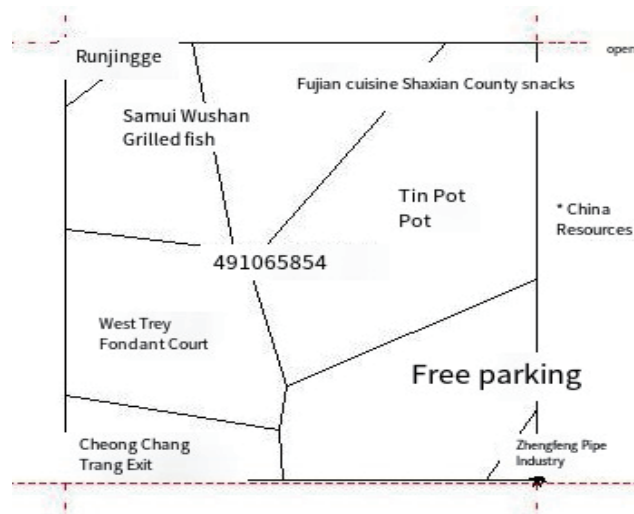 Runjingge
open
Fujian cuisine Shaxian County snacks
Samui Wushan
Grilled fish
Tin Pot
Pot
* China
Resources
491065854
West Trey
Fondant Court
Free parking
Cheong Chang
Trang Exit
Zhengfeng Pipe
Industry